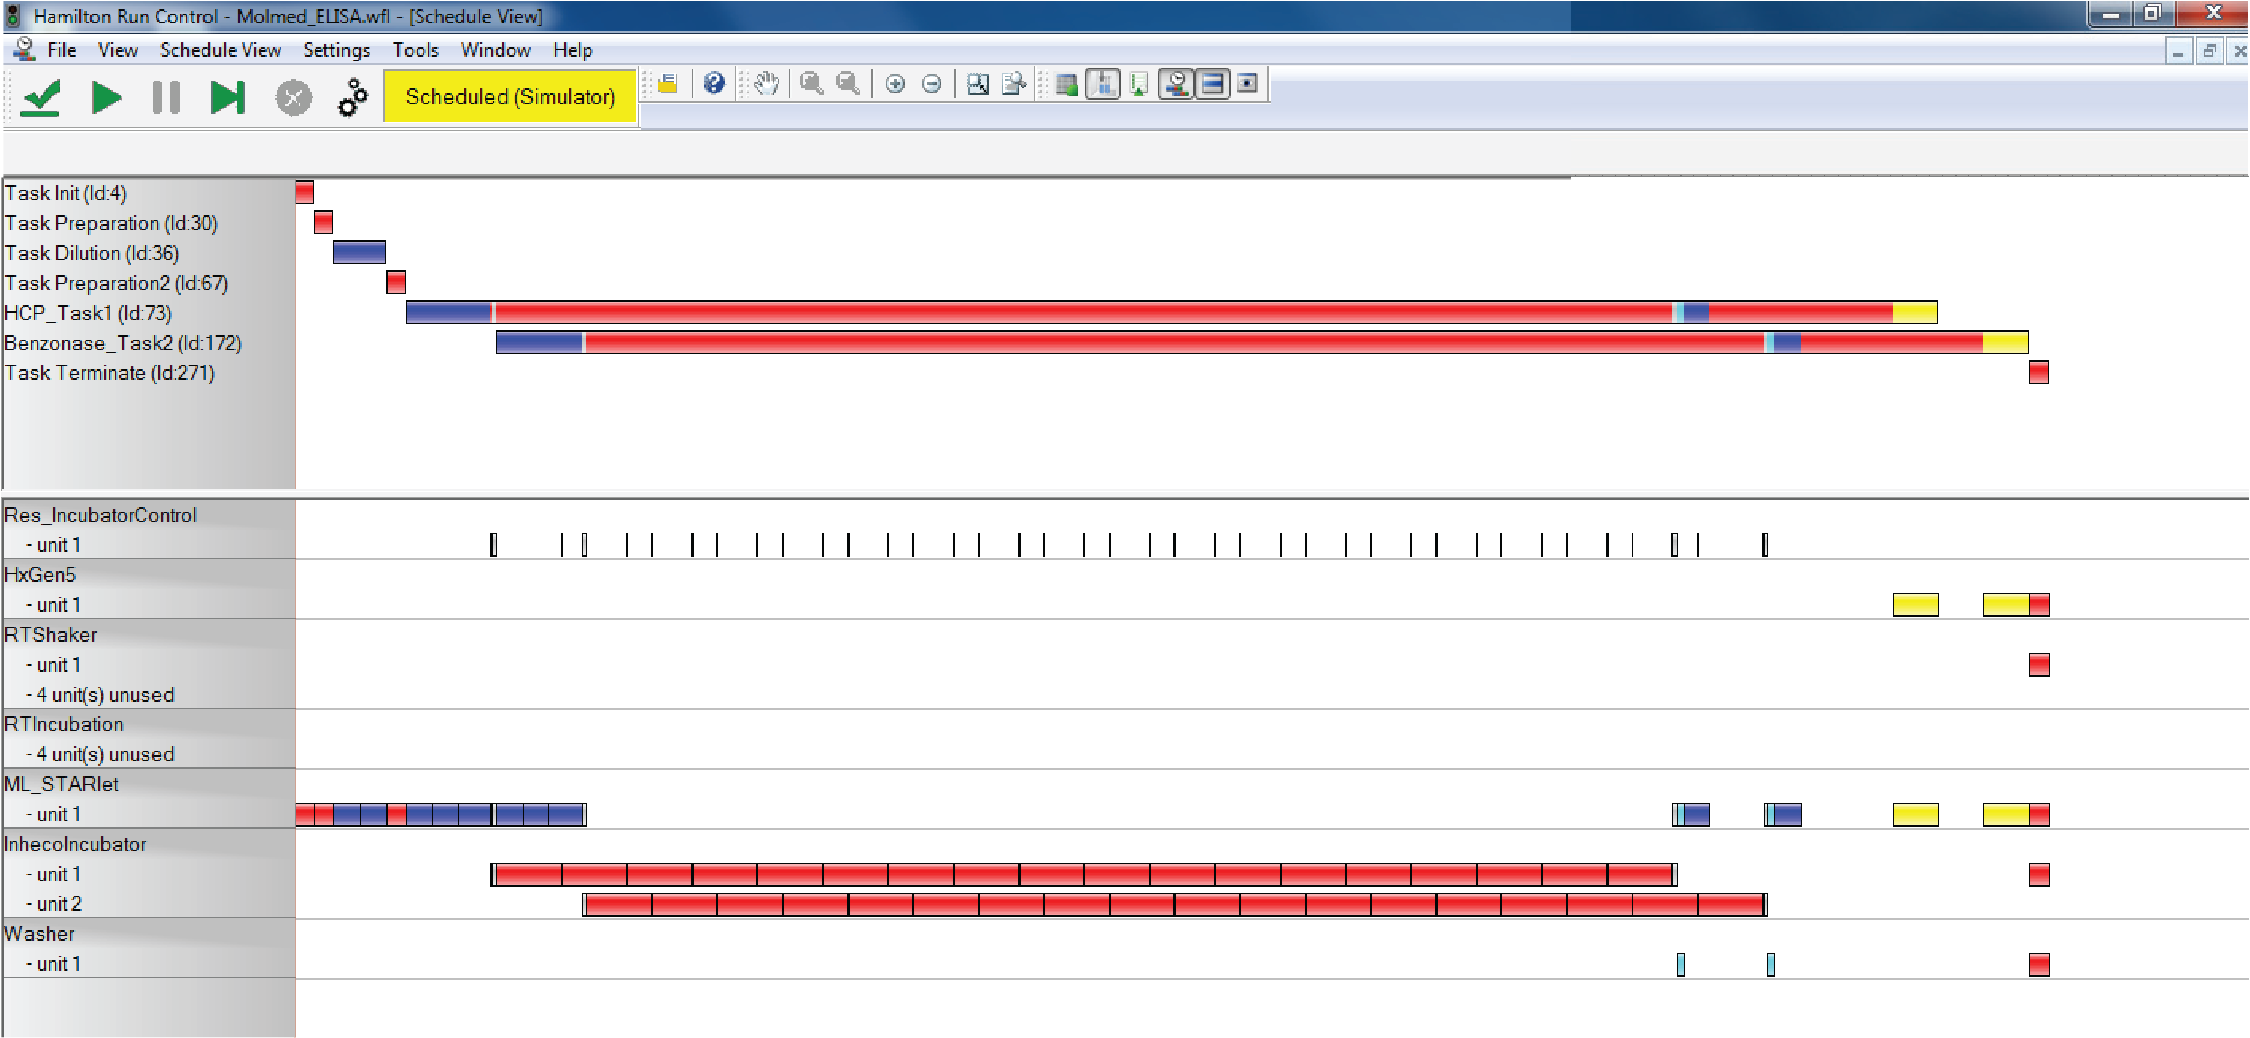 Hamilton Run Control - Molmed_ELISA.wfl - [Schedule View]
File View Schedule View Settings Tools Window Help
Scheduled (Simulator)
Task Init (Id:4)
Task Preparation (Id:30)
Task Dilution (Id:36)
Task Preparation2 (Id:67)
HCP_Task1 (Id:73)
Benzonase_Task2 (Id:172)
Task Terminate (Id:271)
Res_IncubatorControl
- unit 1
HxGen5
- unit 1
RTShaker
- unit 1
- 4 unit(s) unused
RTIncubation
- 4 unit(s) unused
ML_STARlet
- unit 1
InhecoIncubator
- unit 1
- unit 2
Washer
- unit 1